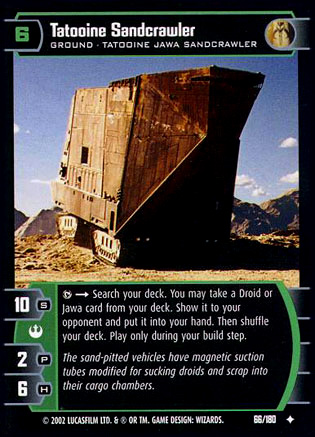 6 Tatooine Sandcrawler
GROUND · TATOOINE JAWA SANDCRAWLER
10 S
→ Search your deck. You may take a Droid or
Jawa card from your deck. Show it to your
opponent and put it into your hand. Then shuffle
your deck. Play only during your build step.
2 P
The sand-pitted vehicles have magnetic suction
tubes modified for sucking droids and scrap into
their cargo chambers.
6 H
© 2002 LUCASFILM LTD. & ® OR TM. GAME DESIGN: WIZARDS. 66/180